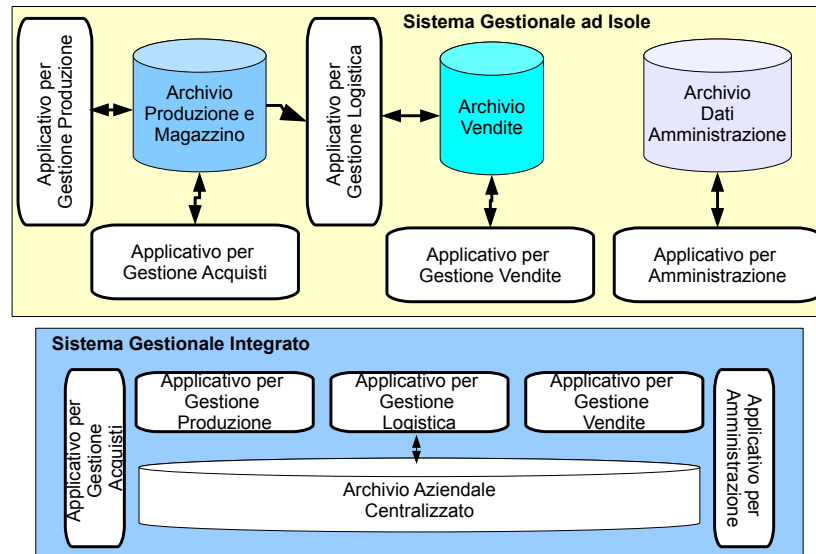 Sistema Gestionale ad Isole
Applicativo per
Gestione Produzione
Archivio
Produzione e
Magazzino
Applicativo per
Gestione Logistica
Archivio
Vendite
Archivio
Dati
Amministrazione
Applicativo per
Gestione Acquisti
Applicativo per
Gestione Vendite
Applicativo per
Amministrazione
Sistema Gestionale Integrato
Applicativo per
Gestione
Acquisti
Applicativo per
Gestione
Produzione
Applicativo per
Gestione
Logistica
Applicativo per
Gestione
Vendite
Applicativo per
Amministrazione
Archivio Aziendale
Centralizzato